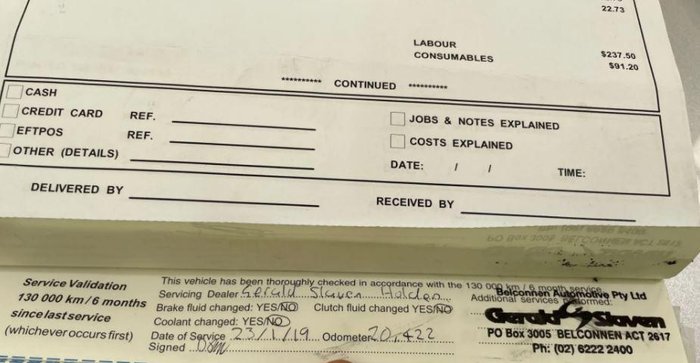 22.73
LABOUR $237.50
CONSUMABLES $91.20
********** CONTINUED **********
CASH
CREDIT CARD REF.
EFTPOS REF.
OTHER (DETAILS)
JOBS & NOTES EXPLAINED
COSTS EXPLAINED
DATE: / / TIME:
DELIVERED BY
RECEIVED BY
Service Validation
130 000 km / 6 months
since last service
(whichever occurs first)
This vehicle has been thoroughly checked in accordance with the 130 000 km / 6 month service
Servicing Dealer Gerald Slaven Holden
Brake fluid changed: YES/NO Clutch fluid changed: YES/NO
Coolant changed: YES/NO
Date of Service 23/1/19 Odometer 20,422
Signed
Additional services performed:
Belconnen Automotive Pty Ltd
Gerald Slaven
PO Box 3005 BELCONNEN ACT 2617
Ph: (02) 6222 2400